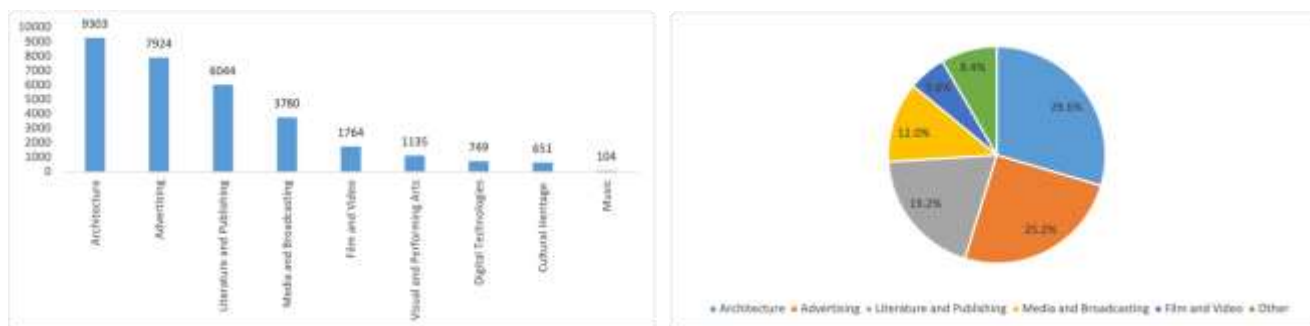 10000
9000
8000
7000
6000
5000
4000
3000
2000
1000
0
9303
7924
6044
3760
1764
1135
769
651
104
Architecture
Advertising
Literature and Publishing
Media and Broadcasting
Film and Video
Visual and Performing Arts
Digital Technologies
Cultural Heritage
Music
29.6%
25.2%
19.2%
12.0%
8.4%
Architecture Advertising Literature and Publishing Media and Broadcasting Film and Video Other